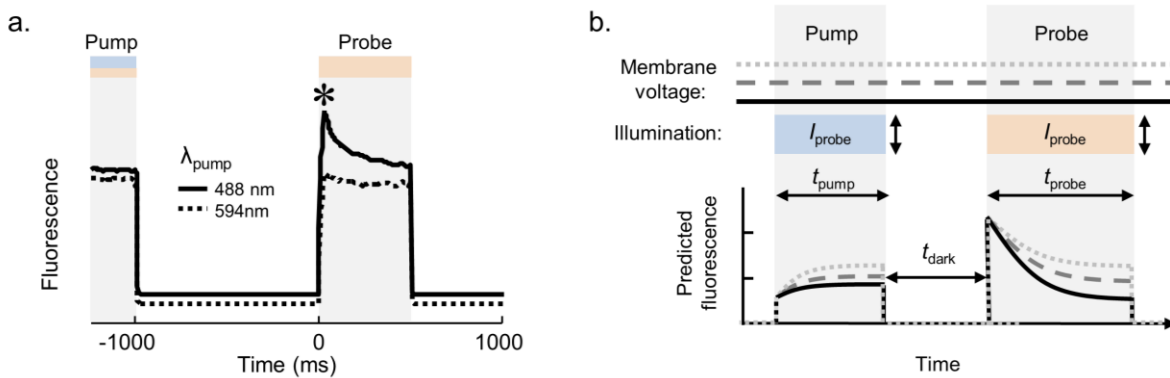 a.
Pump
Probe
*
λpump
488 nm
594nm
Fluorescence
-1000
0
1000
Time (ms)
b.
Pump
Probe
Membrane
voltage:
Illumination:
Iprobe
Iprobe
tpump
tprobe
tdark
Predicted
fluorescence
Time